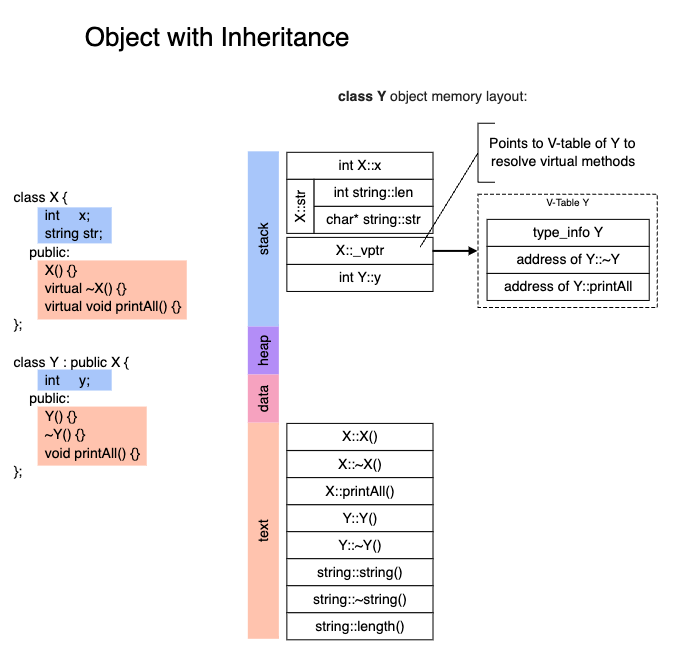 Object with Inheritance
class Y object memory layout:
class X {
int x;
string str;
public:
X() {}
virtual ~X() {}
virtual void printAll() {}
};
class Y : public X {
int y;
public:
Y() {}
~Y() {}
void printAll() {}
};
stack
heap
data
text
int X::x
X::str
int string::len
char* string::str
X::_vptr
int Y::y
Points to V-table of Y to
resolve virtual methods
V-Table Y
type_info Y
address of Y::~Y
address of Y::printAll
X::X()
X::~X()
X::printAll()
Y::Y()
Y::~Y()
string::string()
string::~string()
string::length()